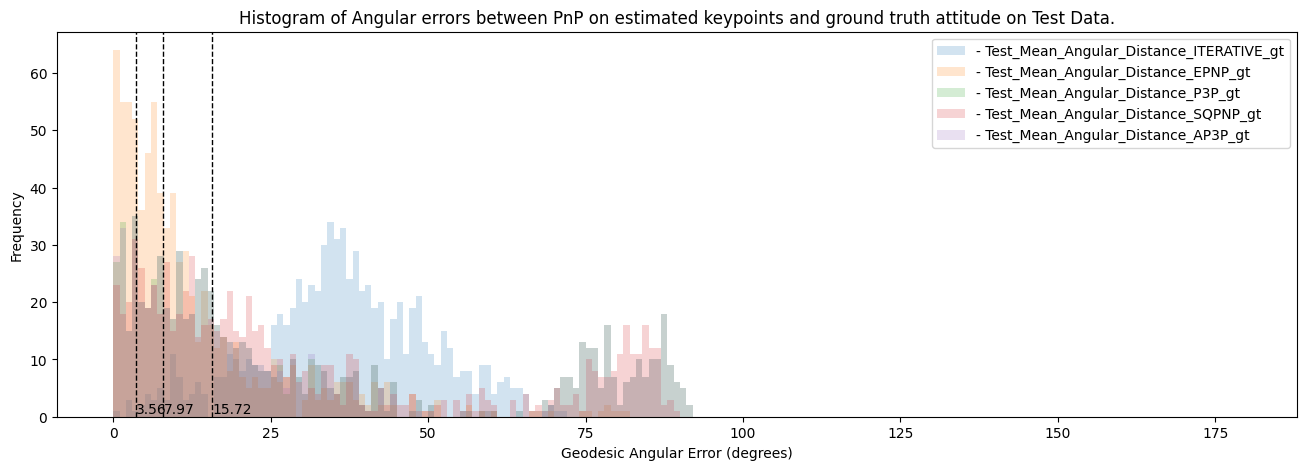 Histogram of Angular errors between PnP on estimated keypoints and ground truth attitude on Test Data.
- Test_Mean_Angular_Distance_ITERATIVE_gt
- Test_Mean_Angular_Distance_EPNP_gt
- Test_Mean_Angular_Distance_P3P_gt
- Test_Mean_Angular_Distance_SQPNP_gt
- Test_Mean_Angular_Distance_AP3P_gt
Frequency
60
50
40
30
20
10
0
3.56 7.97 15.72
0 25 50 75 100 125 150 175
Geodesic Angular Error (degrees)